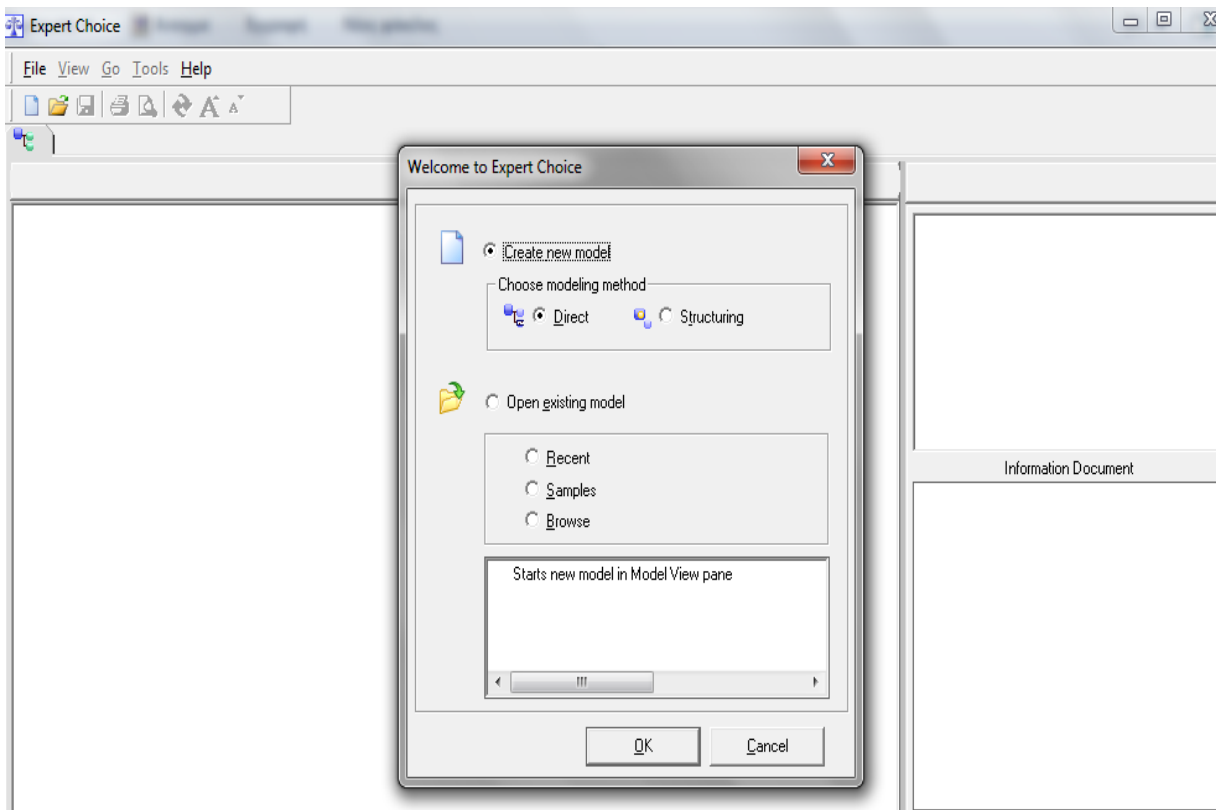 Expert Choice
File View Go Tools Help
Welcome to Expert Choice
Create new model
Choose modeling method
Direct Structuring
Open existing model
Recent
Samples
Browse
Starts new model in Model View pane
OK Cancel
Information Document